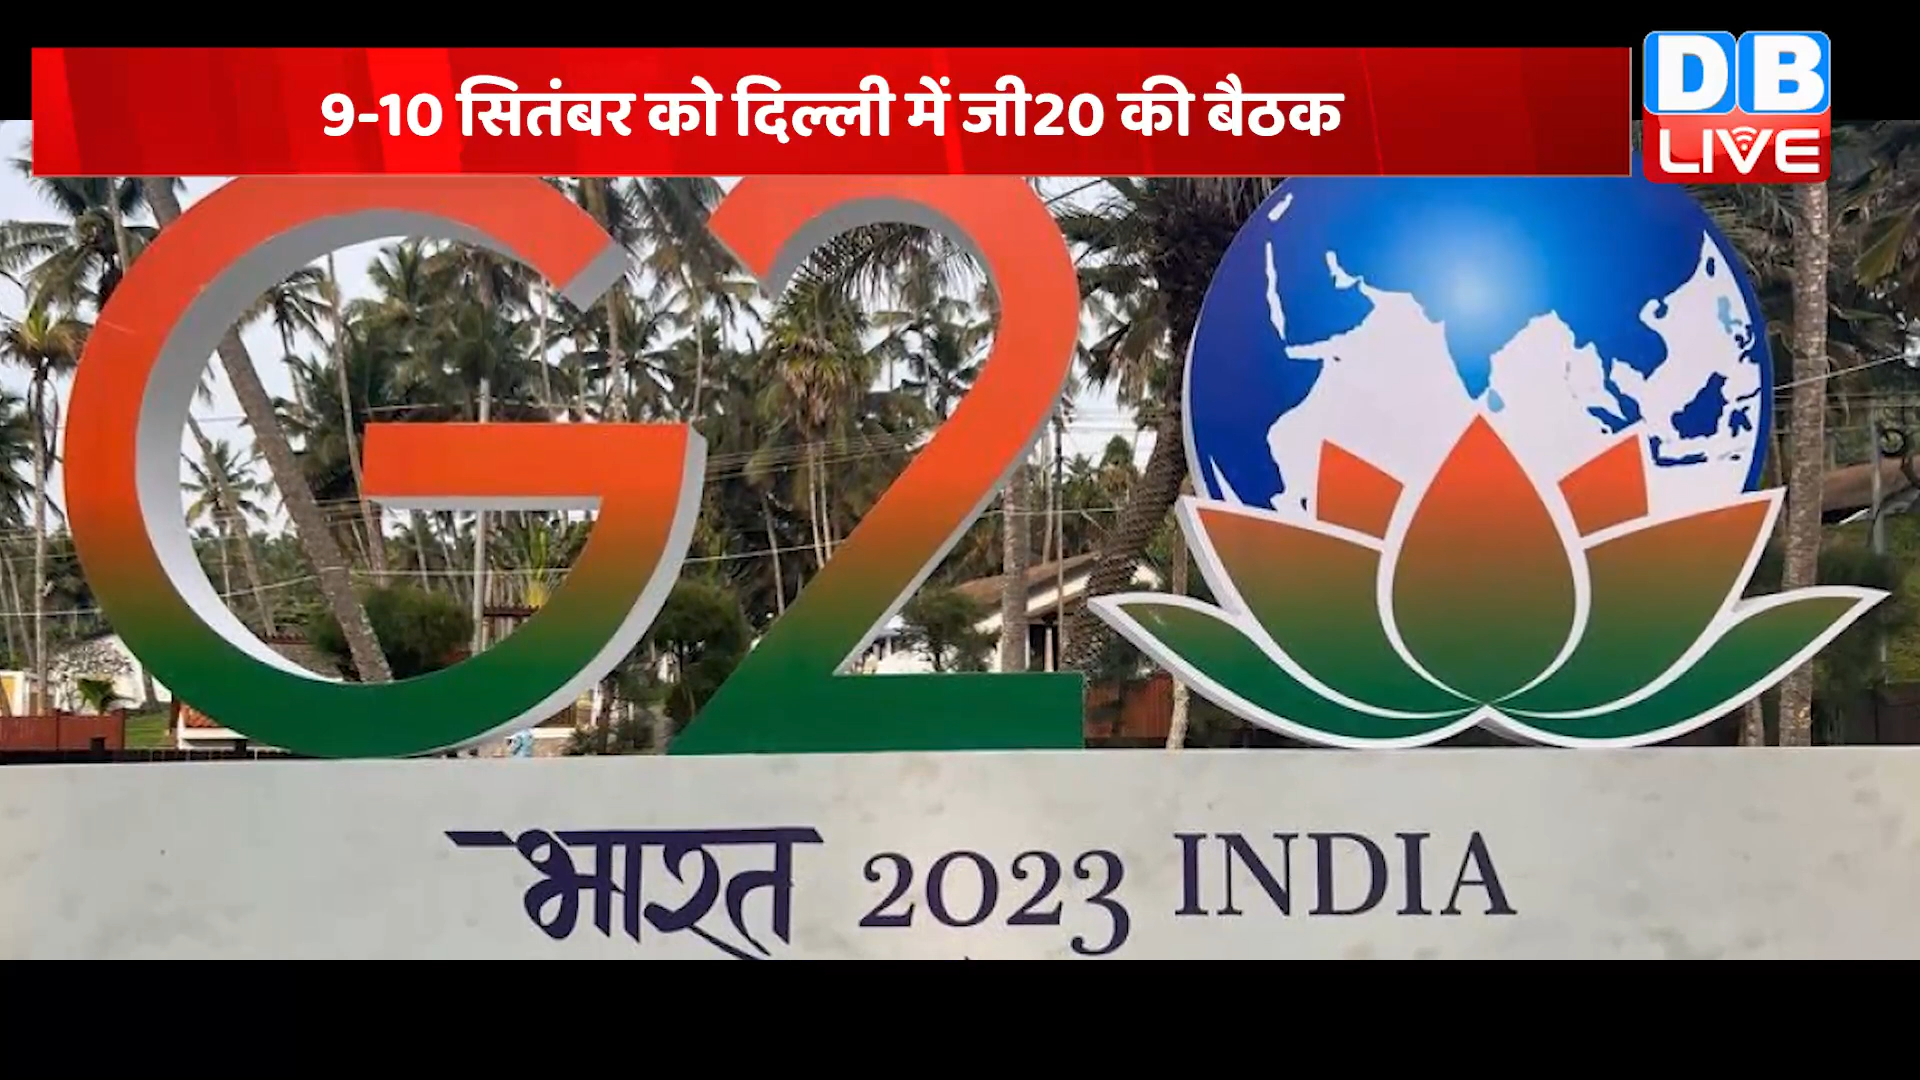 9-10 सितंबर को दिल्ली में जी20 की बैठक
DB
LIVE
G20
भारत 2023 INDIA